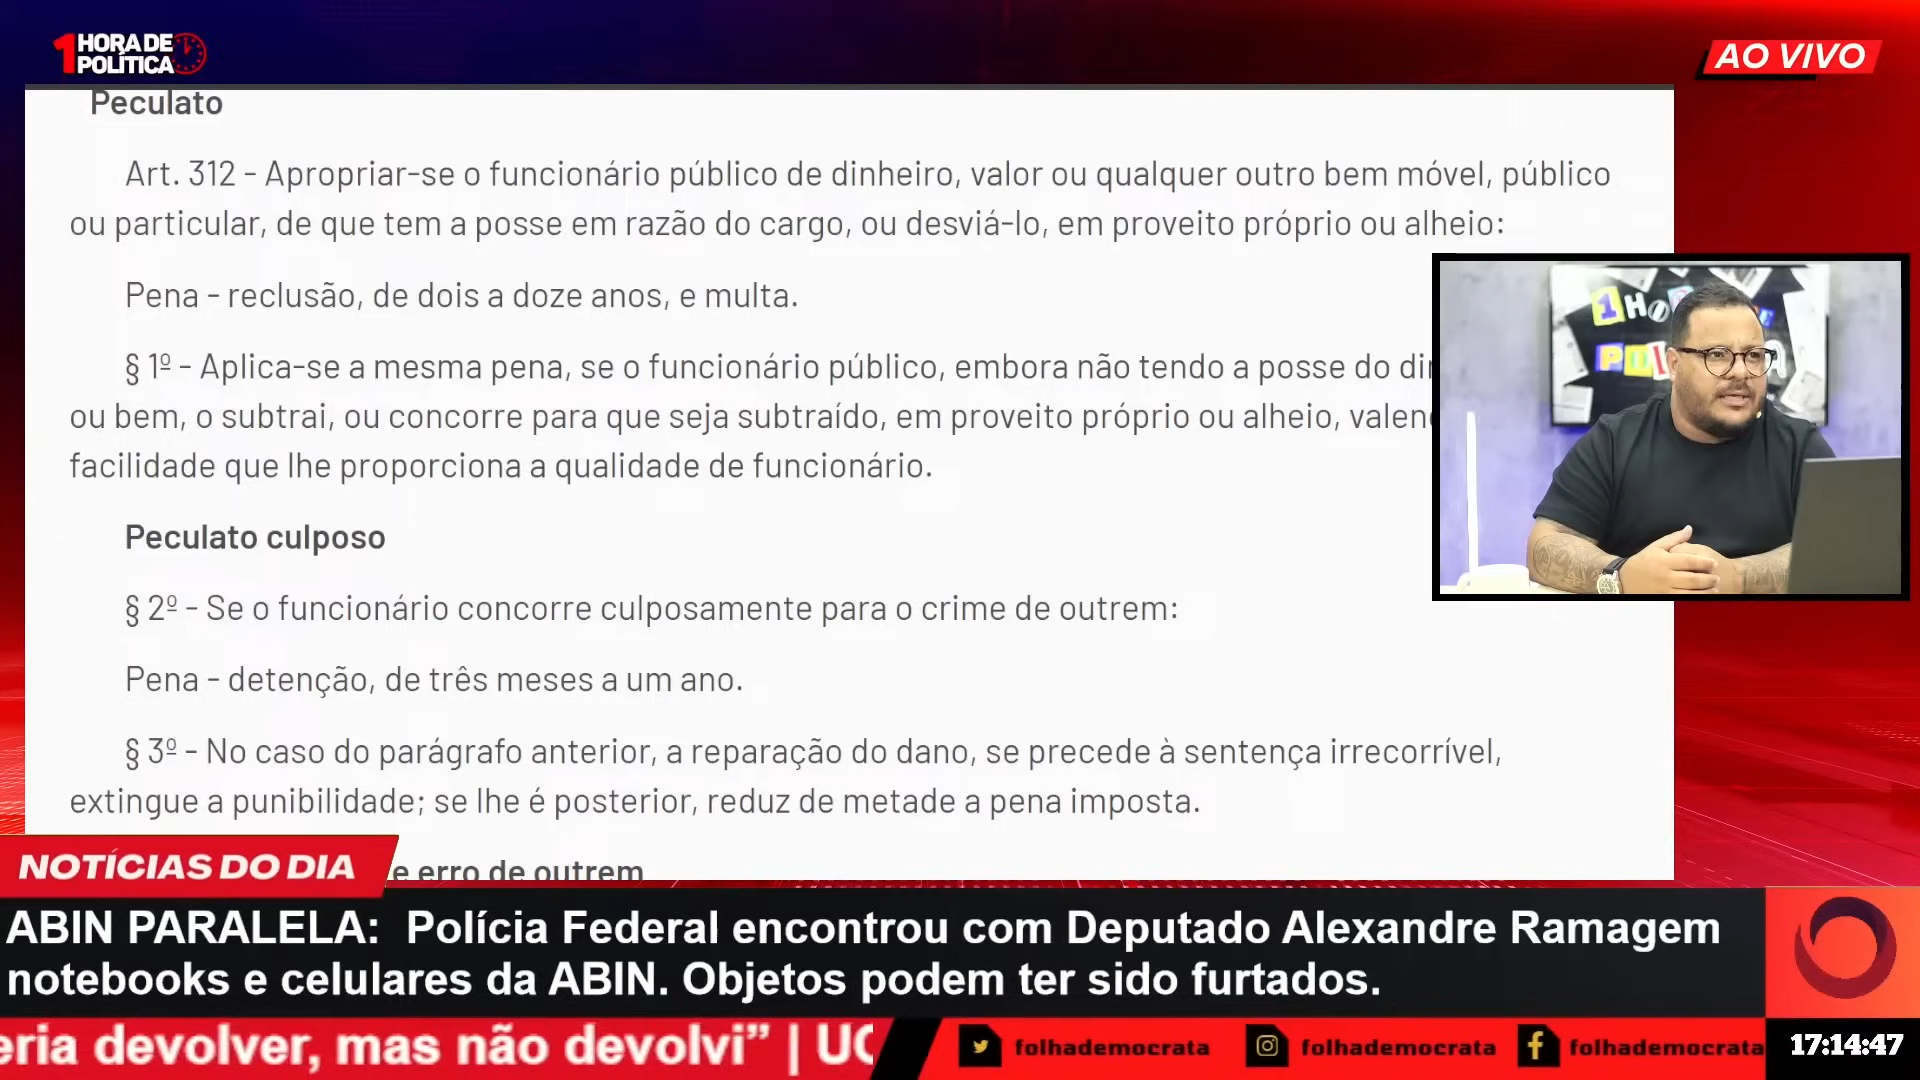 1 HORA DE
POLÍTICA
AO VIVO
Peculato
Art. 312 - Apropriar-se o funcionário público de dinheiro, valor ou qualquer outro bem móvel, público
ou particular, de que tem a posse em razão do cargo, ou desviá-lo, em proveito próprio ou alheio:
Pena - reclusão, de dois a doze anos, e multa.
§ 1º - Aplica-se a mesma pena, se o funcionário público, embora não tendo a posse do
ou bem, o subtrai, ou concorre para que seja subtraído, em proveito próprio ou alheio,
facilidade que lhe proporciona a qualidade de funcionário.
Peculato culposo
§ 2º - Se o funcionário concorre culposamente para o crime de outrem:
Pena - detenção, de três meses a um ano.
§ 3º - No caso do parágrafo anterior, a reparação do dano, se precede à sentença irrecorrível,
extingue a punibilidade; se lhe é posterior, reduz de metade a pena imposta.
e erro de outrem
NOTÍCIAS DO DIA
ABIN PARALELA: Polícia Federal encontrou com Deputado Alexandre Ramagem
notebooks e celulares da ABIN. Objetos podem ter sido furtados.
eria devolver, mas não devolvi” | UO
folhademocrata
folhademocrata
folhademocrata
17:14:47